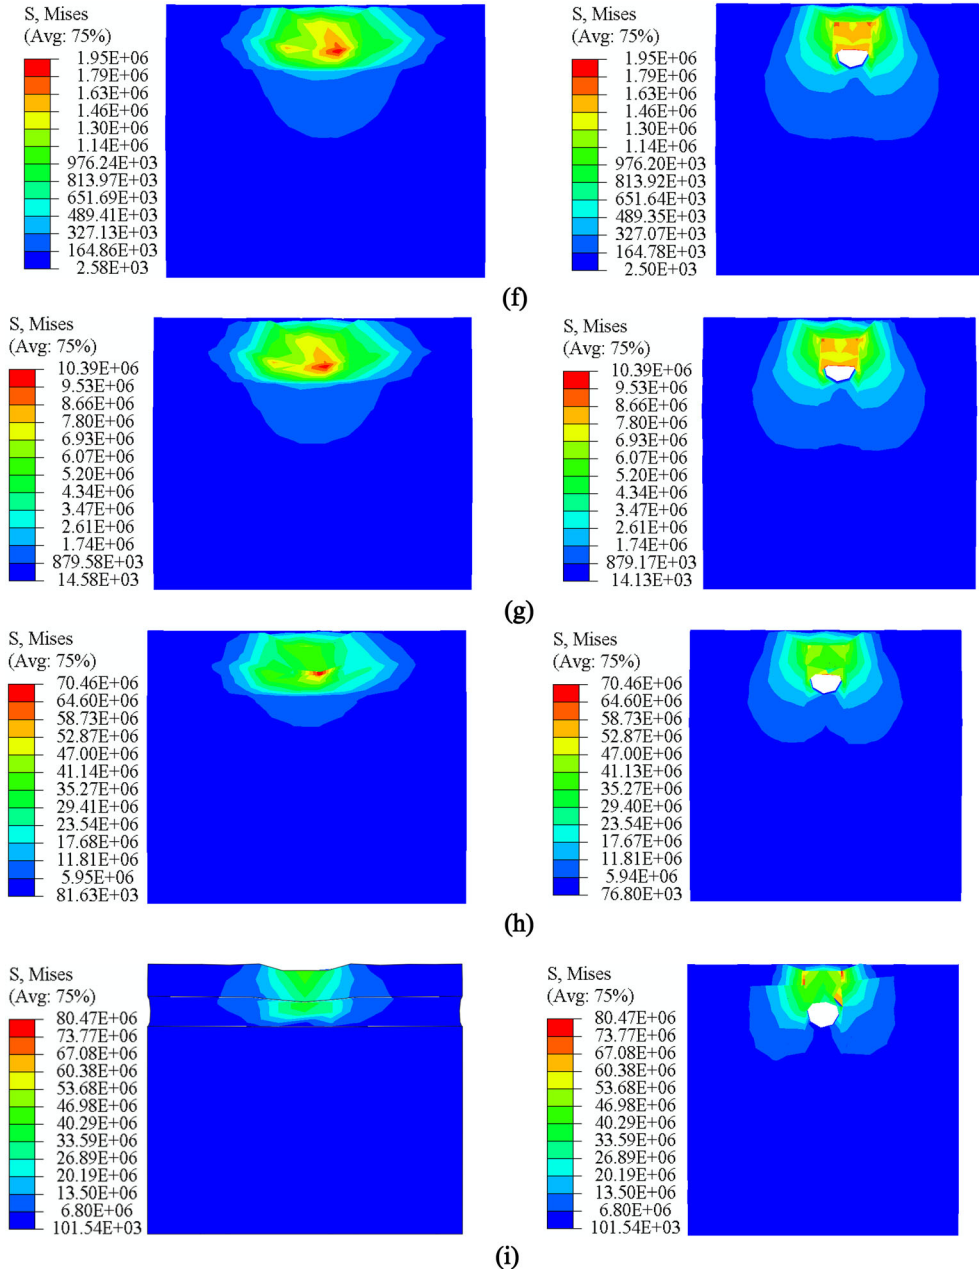 S, Mises
(Avg: 75%)
1.95E+06
1.79E+06
1.63E+06
1.46E+06
1.30E+06
1.14E+06
976.24E+03
813.97E+03
651.69E+03
489.41E+03
327.13E+03
164.86E+03
2.58E+03
S, Mises
(Avg: 75%)
1.95E+06
1.79E+06
1.63E+06
1.46E+06
1.30E+06
1.14E+06
976.20E+03
813.92E+03
651.64E+03
489.35E+03
327.07E+03
164.78E+03
2.50E+03
(f)
S, Mises
(Avg: 75%)
10.39E+06
9.53E+06
8.66E+06
7.80E+06
6.93E+06
6.07E+06
5.20E+06
4.34E+06
3.47E+06
2.61E+06
1.74E+06
879.58E+03
14.58E+03
S, Mises
(Avg: 75%)
10.39E+06
9.53E+06
8.66E+06
7.80E+06
6.93E+06
6.07E+06
5.20E+06
4.34E+06
3.47E+06
2.61E+06
1.74E+06
879.17E+03
14.13E+03
(g)
S, Mises
(Avg: 75%)
70.46E+06
64.60E+06
58.73E+06
52.87E+06
47.00E+06
41.14E+06
35.27E+06
29.41E+06
23.54E+06
17.68E+06
11.81E+06
5.95E+06
81.63E+03
S, Mises
(Avg: 75%)
70.46E+06
64.60E+06
58.73E+06
52.87E+06
47.00E+06
41.13E+06
35.27E+06
29.40E+06
23.54E+06
17.67E+06
11.81E+06
5.94E+06
76.80E+03
(h)
S, Mises
(Avg: 75%)
80.47E+06
73.77E+06
67.08E+06
60.38E+06
53.68E+06
46.98E+06
40.29E+06
33.59E+06
26.89E+06
20.19E+06
13.50E+06
6.80E+06
101.54E+03
S, Mises
(Avg: 75%)
80.47E+06
73.77E+06
67.08E+06
60.38E+06
53.68E+06
46.98E+06
40.29E+06
33.59E+06
26.89E+06
20.19E+06
13.50E+06
6.80E+06
101.54E+03
(i)